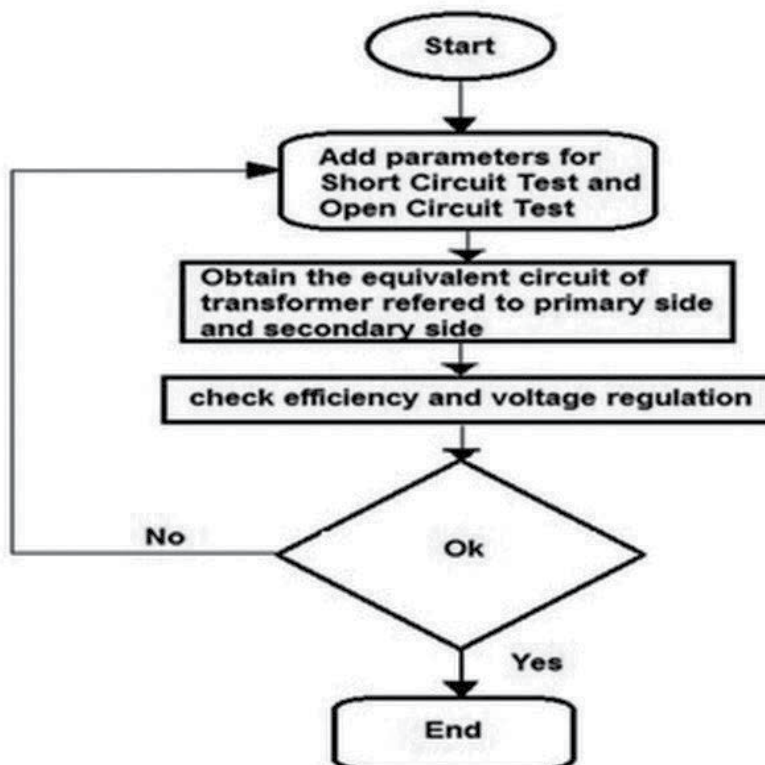 Start
Add parameters for
Short Circuit Test and
Open Circuit Test
Obtain the equivalent circuit of
transformer refered to primary side
and secondary side
check efficiency and voltage regulation
Ok
No
Yes
End